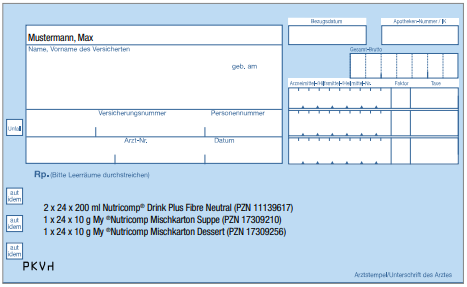 Bezugsdatum
Apotheken-Nummer / IK
Mustermann, Max
Name, Vorname des Versicherten
Gesamt-Brutto
geb. am
Arzneimittel-/Hilfsmittel-/Heilmittel-Nr.
Faktor
Taxe
Versicherungsnummer
Personennummer
Unfall
Arzt-Nr.
Datum
Rp. (Bitte Leerräume durchstreichen)
aut
idem
2 x 24 x 200 ml Nutricomp® Drink Plus Fibre Neutral (PZN 11139617)
1 x 24 x 10 g My ®Nutricomp Mischkarton Suppe (PZN 17309210)
aut
idem
1 x 24 x 10 g My ®Nutricomp Mischkarton Dessert (PZN 17309256)
aut
idem
PKV
Arztstempel/Unterschrift des Arztes